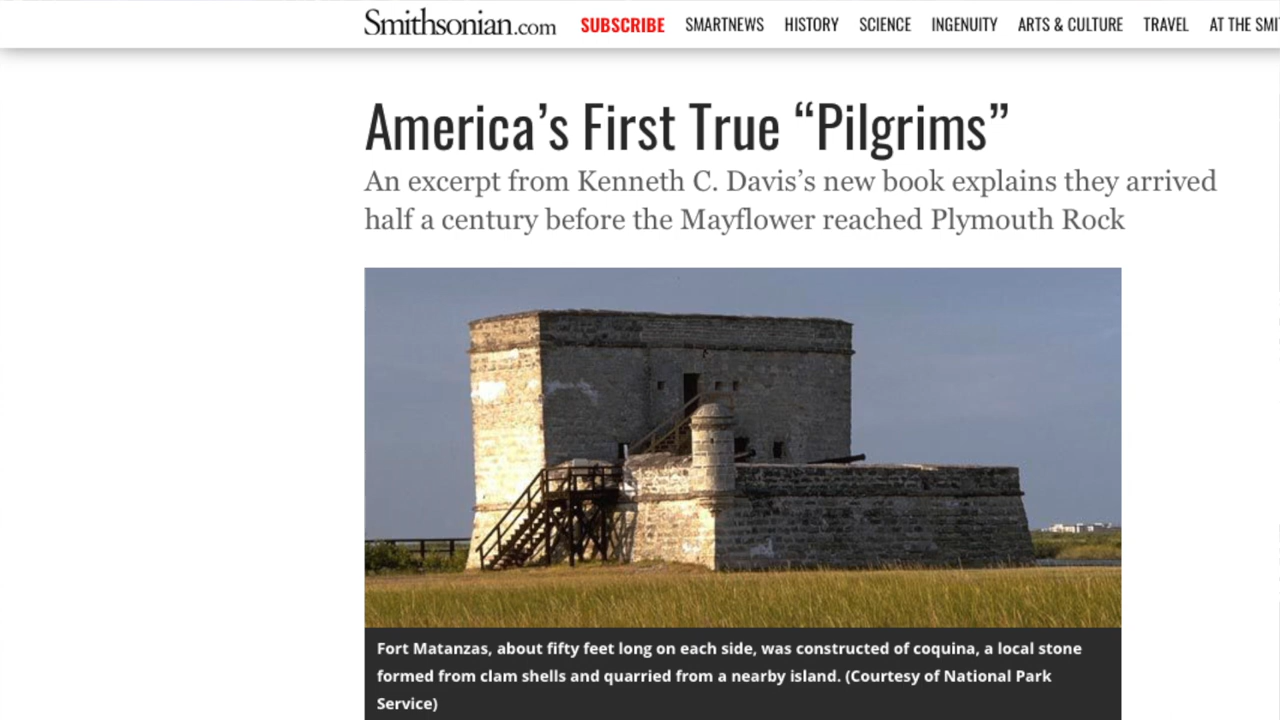 Smithsonian.com SUBSCRIBE SMARTNEWS HISTORY SCIENCE INGENUITY ARTS & CULTURE TRAVEL AT THE SMI
America’s First True “Pilgrims”
An excerpt from Kenneth C. Davis’s new book explains they arrived
half a century before the Mayflower reached Plymouth Rock
Fort Matanzas, about fifty feet long on each side, was constructed of coquina, a local stone
formed from clam shells and quarried from a nearby island. (Courtesy of National Park
Service)